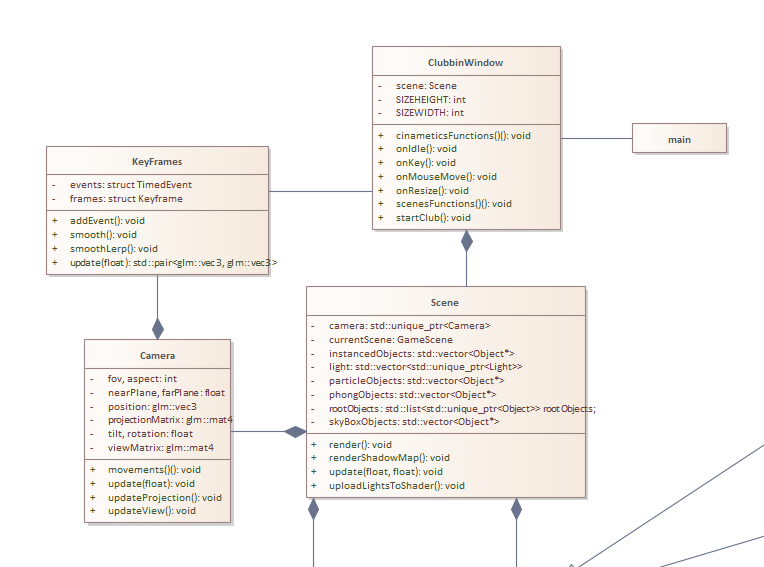 ClubbinWindow
- scene: Scene
- SIZEHEIGHT: int
- SIZEWIDTH: int
+ cinameticsFunctions()(): void
+ onIdle(): void
+ onKey(): void
+ onMouseMove(): void
+ onResize(): void
+ scenesFunctions()(): void
+ startClub(): void
main
KeyFrames
- events: struct TimedEvent
- frames: struct Keyframe
+ addEvent(): void
+ smooth(): void
+ smoothLerp(): void
+ update(float): std::pair<glm::vec3, glm::vec3>
Scene
- camera: std::unique_ptr<Camera>
- currentScene: GameScene
- instancedObjects: std::vector<Object*>
- light: std::vector<std::unique_ptr<Light>>
- particleObjects: std::vector<Object*>
- phongObjects: std::vector<Object*>
- rootObjects: std::list<std::unique_ptr<Object>> rootObjects;
- skyBoxObjects: std::vector<Object*>
+ render(): void
+ renderShadowMap(): void
+ update(float, float): void
+ uploadLightsToShader(): void
Camera
- fov, aspect: int
- nearPlane, farPlane: float
- position: glm::vec3
- projectionMatrix: glm::mat4
- tilt, rotation: float
- viewMatrix: glm::mat4
+ movements()(): void
+ update(float): void
+ updateProjection(): void
+ updateView(): void